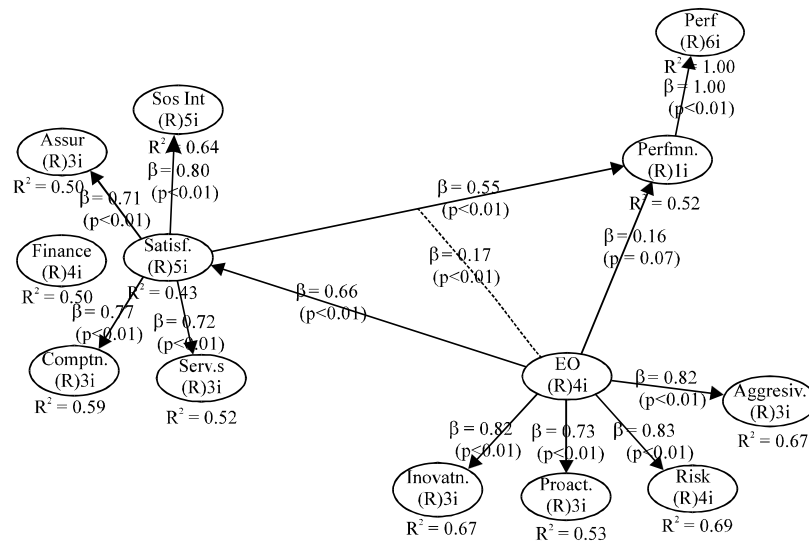 Perf
(R)6i
R² = 1.00
β = 1.00
(p<0.01)
Sos Int
(R)5i
R² = 0.64
β = 0.80
(p<0.01)
Assur
(R)3i
R² = 0.50
β = 0.71
(p<0.01)
Perfmn.
(R)1i
R² = 0.52
β = 0.55
(p<0.01)
Finance
(R)4i
R² = 0.50
Satisf.
(R)5i
R² = 0.43
β = 0.17
(p<0.01)
β = 0.16
(p = 0.07)
β = 0.66
(p<0.01)
β = 0.77
(p<0.01)
β = 0.72
(p<0.01)
Comptn.
(R)3i
R² = 0.59
Serv.s
(R)3i
R² = 0.52
EO
(R)4i
β = 0.82
(p<0.01)
Aggresiv.
(R)3i
R² = 0.67
β = 0.82
(p<0.01)
β = 0.73
(p<0.01)
β = 0.83
(p<0.01)
Inovatn.
(R)3i
R² = 0.67
Proact.
(R)3i
R² = 0.53
Risk
(R)4i
R² = 0.69